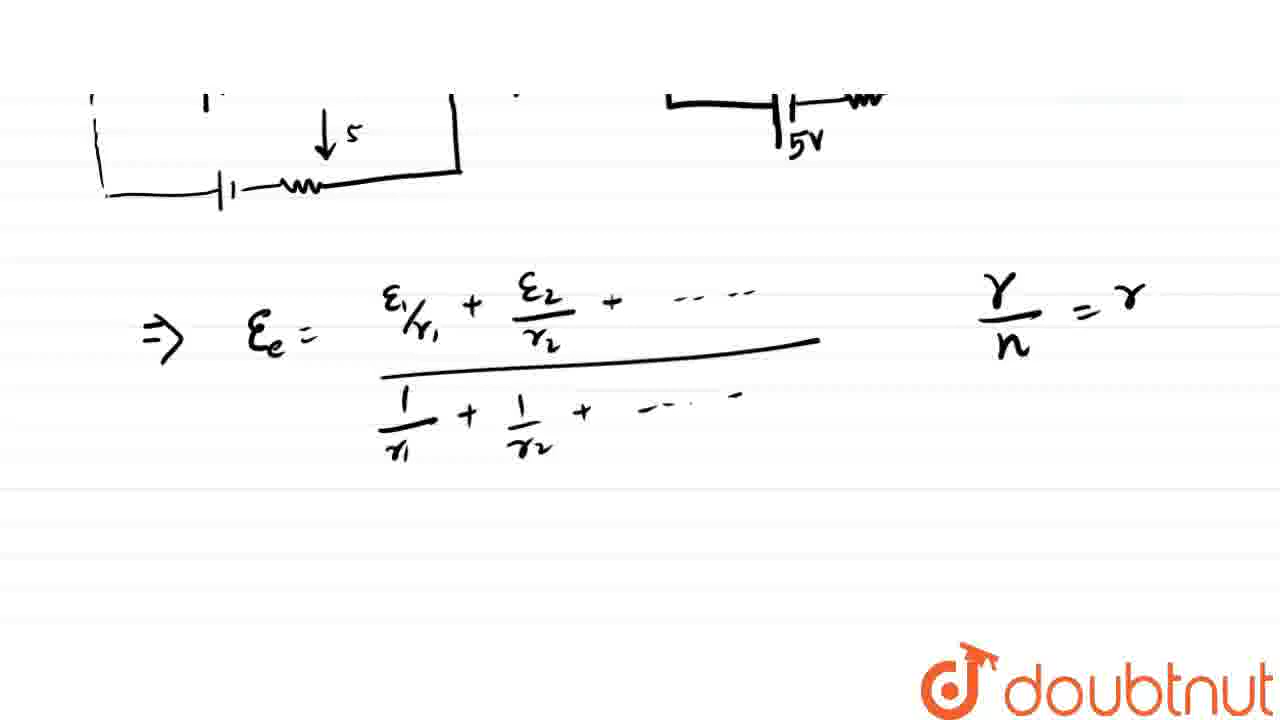 ↓ 5
5V
⇒ Ɛe = (Ɛ1/r1 + Ɛ2/r2 + -----) / (1/r1 + 1/r2 + -----)
r/n = r
doubtnut